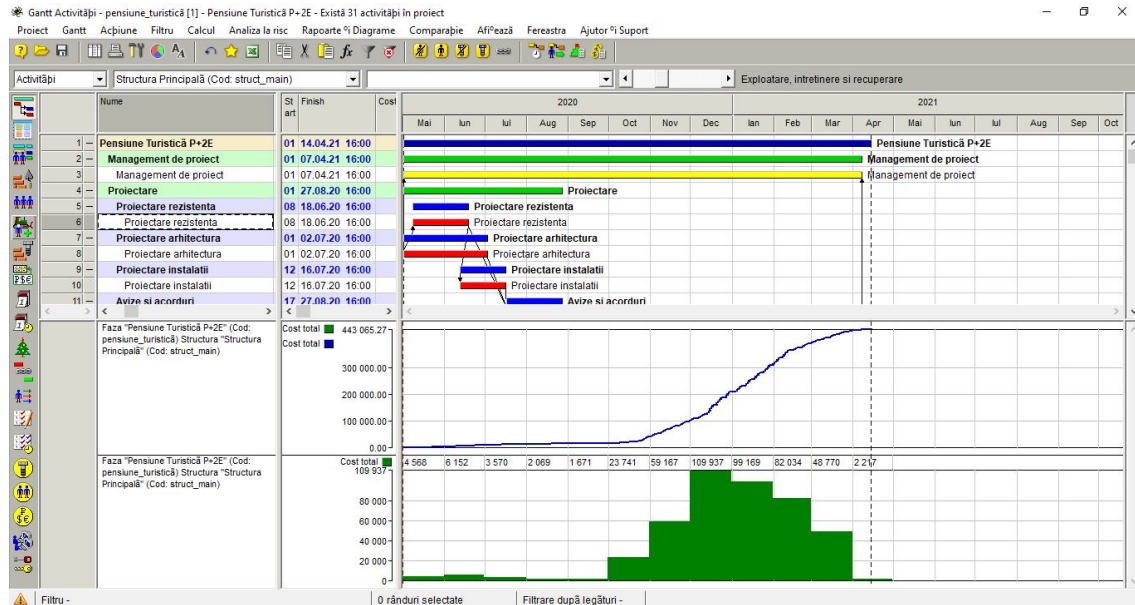 Gantt Activităþi - pensiune_turistică [1] - Pensiune Turistică P+2E - Există 31 activităþi în proiect
Proiect Gantt Acþiune Filtru Calcul Analiza la risc Rapoarte ºi Diagrame Comparaþie Afiºează Fereastra Ajutor ºi Suport
Activităþi Structura Principală (Cod: struct_main) Exploatare, intretinere si recuperare
Nume St art Finish Cost 2020 2021
Mai Iun Iul Aug Sep Oct Nov Dec Ian Feb Mar Apr Mai Iun Iul Aug Sep Oct
1 Pensiune Turistică P+2E 01 14.04.21 16:00 Pensiune Turistică P+2E
2 Management de proiect 01 07.04.21 16:00 Management de proiect
3 Management de proiect 01 07.04.21 16:00 Management de proiect
4 Proiectare 01 27.08.20 16:00 Proiectare
5 Proiectare rezistenta 08 18.06.20 16:00 Proiectare rezistenta
6 Proiectare rezistenta 08 18.06.20 16:00 Proiectare rezistenta
7 Proiectare arhitectura 01 02.07.20 16:00 Proiectare arhitectura
8 Proiectare arhitectura 01 02.07.20 16:00 Proiectare arhitectura
9 Proiectare instalatii 12 16.07.20 16:00 Proiectare instalatii
10 Proiectare instalatii 12 16.07.20 16:00 Proiectare instalatii
11 Avize si acorduri 17 27.08.20 16:00 Avize si acorduri
Faza "Pensiune Turistică P+2E" (Cod:
pensiune_turistică) Structura "Structura
Principală" (Cod: struct_main)
Cost total 443 065.27
Cost total
300 000.00
200 000.00
100 000.00
0.00
Faza "Pensiune Turistică P+2E" (Cod:
pensiune_turistică) Structura "Structura
Principală" (Cod: struct_main)
Cost total 4 568 6 152 3 570 2 069 1 671 23 741 59 167 109 937 99 169 82 034 48 770 2 217
109 937
80 000
60 000
40 000
20 000
0
Filtru - 0 rânduri selectate Filtrare după legături -